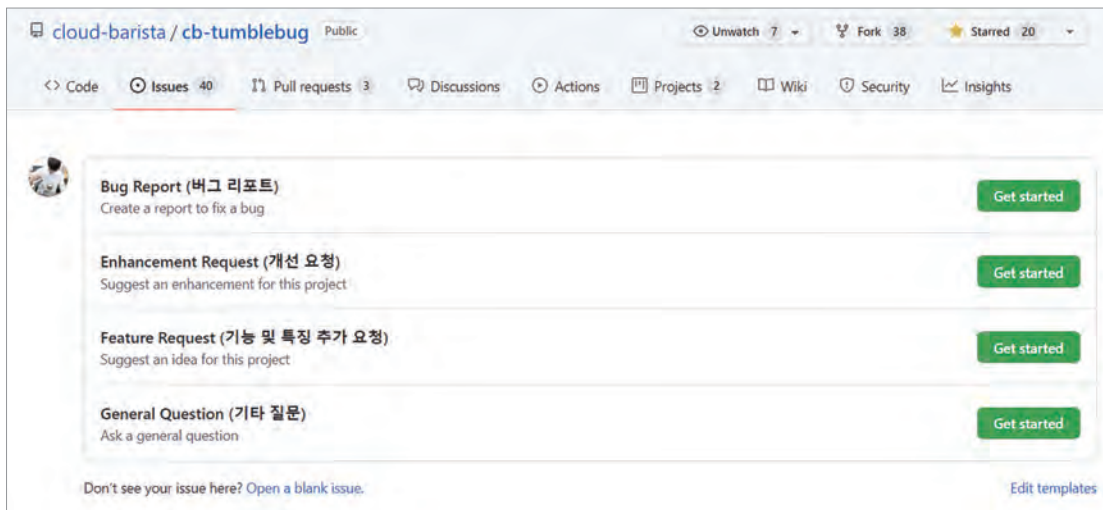 cloud-barista / cb-tumblebug Public
Unwatch 7
Fork 38
Starred 20
<> Code
Issues 40
Pull requests 3
Discussions
Actions
Projects 2
Wiki
Security
Insights
Bug Report (버그 리포트)
Create a report to fix a bug
Get started
Enhancement Request (개선 요청)
Suggest an enhancement for this project
Get started
Feature Request (기능 및 특징 추가 요청)
Suggest an idea for this project
Get started
General Question (기타 질문)
Ask a general question
Get started
Don't see your issue here? Open a blank issue.
Edit templates